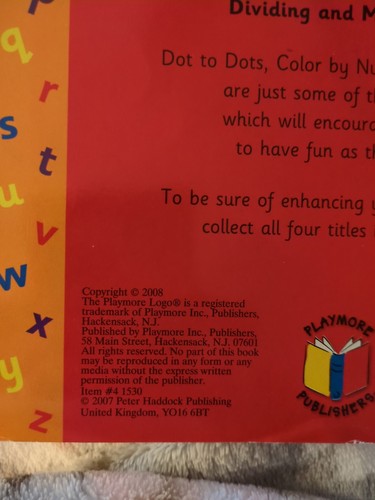 p
q
r
s
t
u
v
w
x
y
z
Dividing and M
Dot to Dots, Color by Nu
are just some of th
which will encoura
to have fun as th
To be sure of enhancing y
collect all four titles
Copyright © 2008
The Playmore Logo® is a registered
trademark of Playmore Inc., Publishers,
Hackensack, N.J.
Published by Playmore Inc., Publishers,
58 Main Street, Hackensack, N.J. 07601
All rights reserved. No part of this book
may be reproduced in any form or any
media without the express written
permission of the publisher.
Item #4 1530
© 2007 Peter Haddock Publishing
United Kingdom, YO16 6BT
PLAYMORE
PUBLISHERS